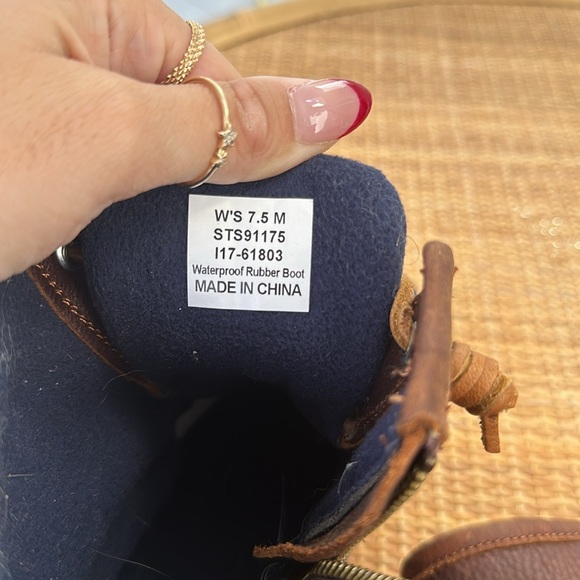 W'S 7.5 M
STS91175
I17-61803
Waterproof Rubber Boot
MADE IN CHINA